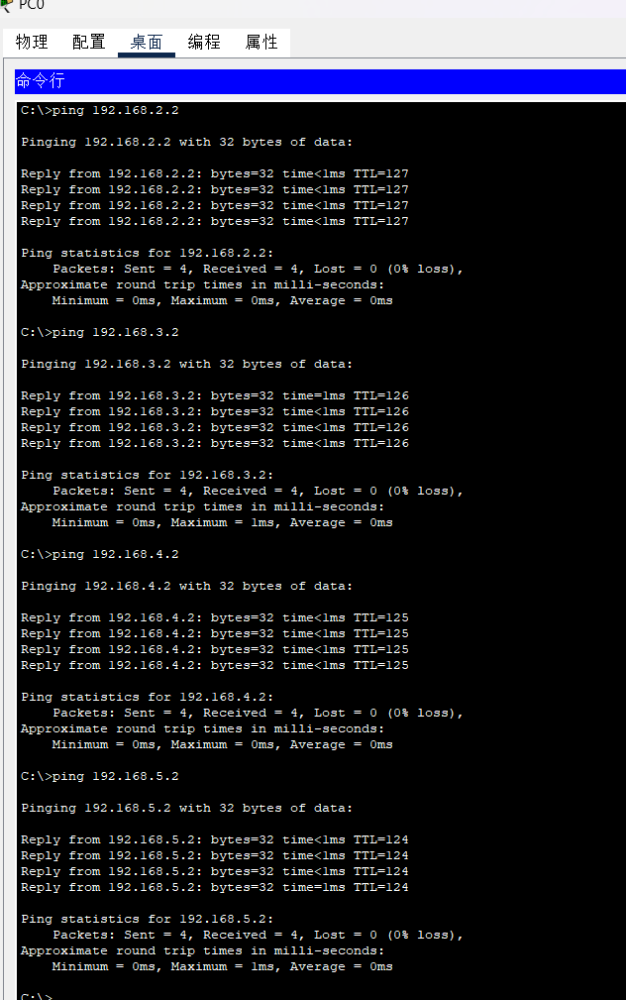 PC0
物理 配置 桌面 编程 属性
命令行
C:\>ping 192.168.2.2
Pinging 192.168.2.2 with 32 bytes of data:
Reply from 192.168.2.2: bytes=32 time<1ms TTL=127
Reply from 192.168.2.2: bytes=32 time<1ms TTL=127
Reply from 192.168.2.2: bytes=32 time<1ms TTL=127
Reply from 192.168.2.2: bytes=32 time<1ms TTL=127
Ping statistics for 192.168.2.2:
Packets: Sent = 4, Received = 4, Lost = 0 (0% loss),
Approximate round trip times in milli-seconds:
Minimum = 0ms, Maximum = 0ms, Average = 0ms
C:\>ping 192.168.3.2
Pinging 192.168.3.2 with 32 bytes of data:
Reply from 192.168.3.2: bytes=32 time=1ms TTL=126
Reply from 192.168.3.2: bytes=32 time<1ms TTL=126
Reply from 192.168.3.2: bytes=32 time<1ms TTL=126
Reply from 192.168.3.2: bytes=32 time<1ms TTL=126
Ping statistics for 192.168.3.2:
Packets: Sent = 4, Received = 4, Lost = 0 (0% loss),
Approximate round trip times in milli-seconds:
Minimum = 0ms, Maximum = 1ms, Average = 0ms
C:\>ping 192.168.4.2
Pinging 192.168.4.2 with 32 bytes of data:
Reply from 192.168.4.2: bytes=32 time<1ms TTL=125
Reply from 192.168.4.2: bytes=32 time<1ms TTL=125
Reply from 192.168.4.2: bytes=32 time<1ms TTL=125
Reply from 192.168.4.2: bytes=32 time<1ms TTL=125
Ping statistics for 192.168.4.2:
Packets: Sent = 4, Received = 4, Lost = 0 (0% loss),
Approximate round trip times in milli-seconds:
Minimum = 0ms, Maximum = 0ms, Average = 0ms
C:\>ping 192.168.5.2
Pinging 192.168.5.2 with 32 bytes of data:
Reply from 192.168.5.2: bytes=32 time<1ms TTL=124
Reply from 192.168.5.2: bytes=32 time<1ms TTL=124
Reply from 192.168.5.2: bytes=32 time<1ms TTL=124
Reply from 192.168.5.2: bytes=32 time=1ms TTL=124
Ping statistics for 192.168.5.2:
Packets: Sent = 4, Received = 4, Lost = 0 (0% loss),
Approximate round trip times in milli-seconds:
Minimum = 0ms, Maximum = 1ms, Average = 0ms
C:\>